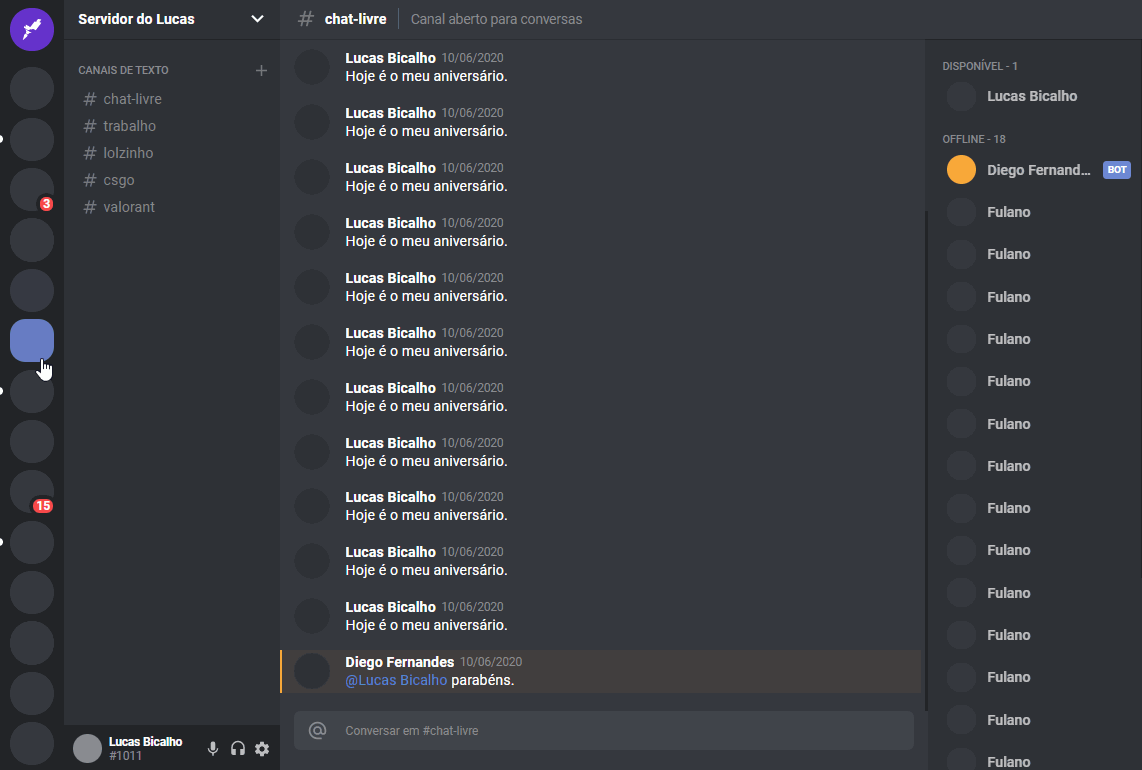 Servidor do Lucas
CANAIS DE TEXTO
# chat-livre
# trabalho
# lolzinho
# csgo
# valorant
3
15
Lucas Bicalho
#1011
# chat-livre Canal aberto para conversas
Lucas Bicalho 10/06/2020
Hoje é o meu aniversário.
Lucas Bicalho 10/06/2020
Hoje é o meu aniversário.
Lucas Bicalho 10/06/2020
Hoje é o meu aniversário.
Lucas Bicalho 10/06/2020
Hoje é o meu aniversário.
Lucas Bicalho 10/06/2020
Hoje é o meu aniversário.
Lucas Bicalho 10/06/2020
Hoje é o meu aniversário.
Lucas Bicalho 10/06/2020
Hoje é o meu aniversário.
Lucas Bicalho 10/06/2020
Hoje é o meu aniversário.
Lucas Bicalho 10/06/2020
Hoje é o meu aniversário.
Lucas Bicalho 10/06/2020
Hoje é o meu aniversário.
Lucas Bicalho 10/06/2020
Hoje é o meu aniversário.
Diego Fernandes 10/06/2020
@Lucas Bicalho parabéns.
@ Conversar em #chat-livre
DISPONÍVEL - 1
Lucas Bicalho
OFFLINE - 18
Diego Fernand... BOT
Fulano
Fulano
Fulano
Fulano
Fulano
Fulano
Fulano
Fulano
Fulano
Fulano
Fulano
Fulano
Fulano
Fulano